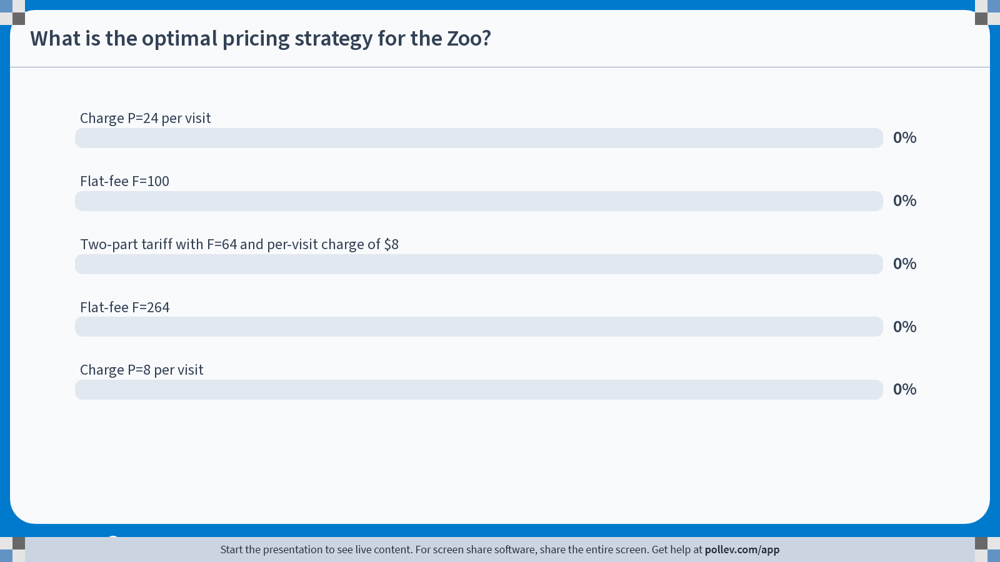 What is the optimal pricing strategy for the Zoo?
Charge P=24 per visit
0%
Flat-fee F=100
0%
Two-part tariff with F=64 and per-visit charge of $8
0%
Flat-fee F=264
0%
Charge P=8 per visit
0%
Start the presentation to see live content. For screen share software, share the entire screen. Get help at pollev.com/app